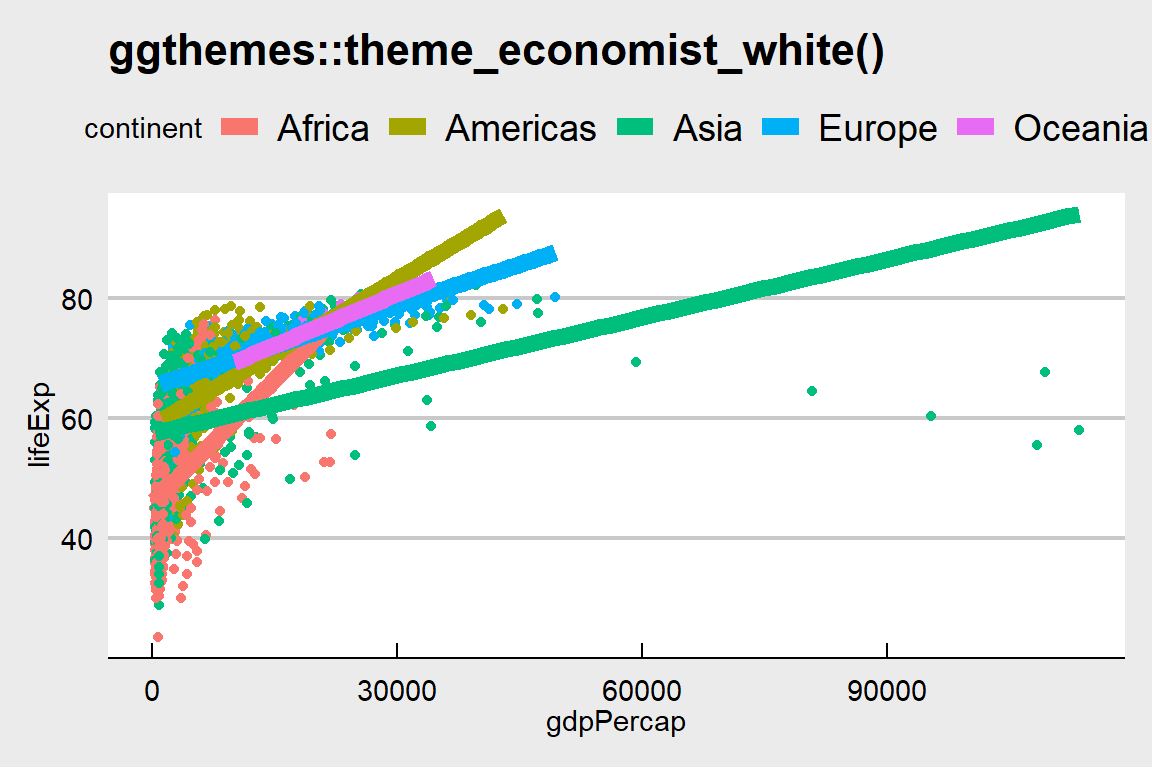 ggthemes::theme_economist_white()
continent Africa Americas Asia Europe Oceania
lifeExp
80
60
40
0 30000 60000 90000
gdpPercap